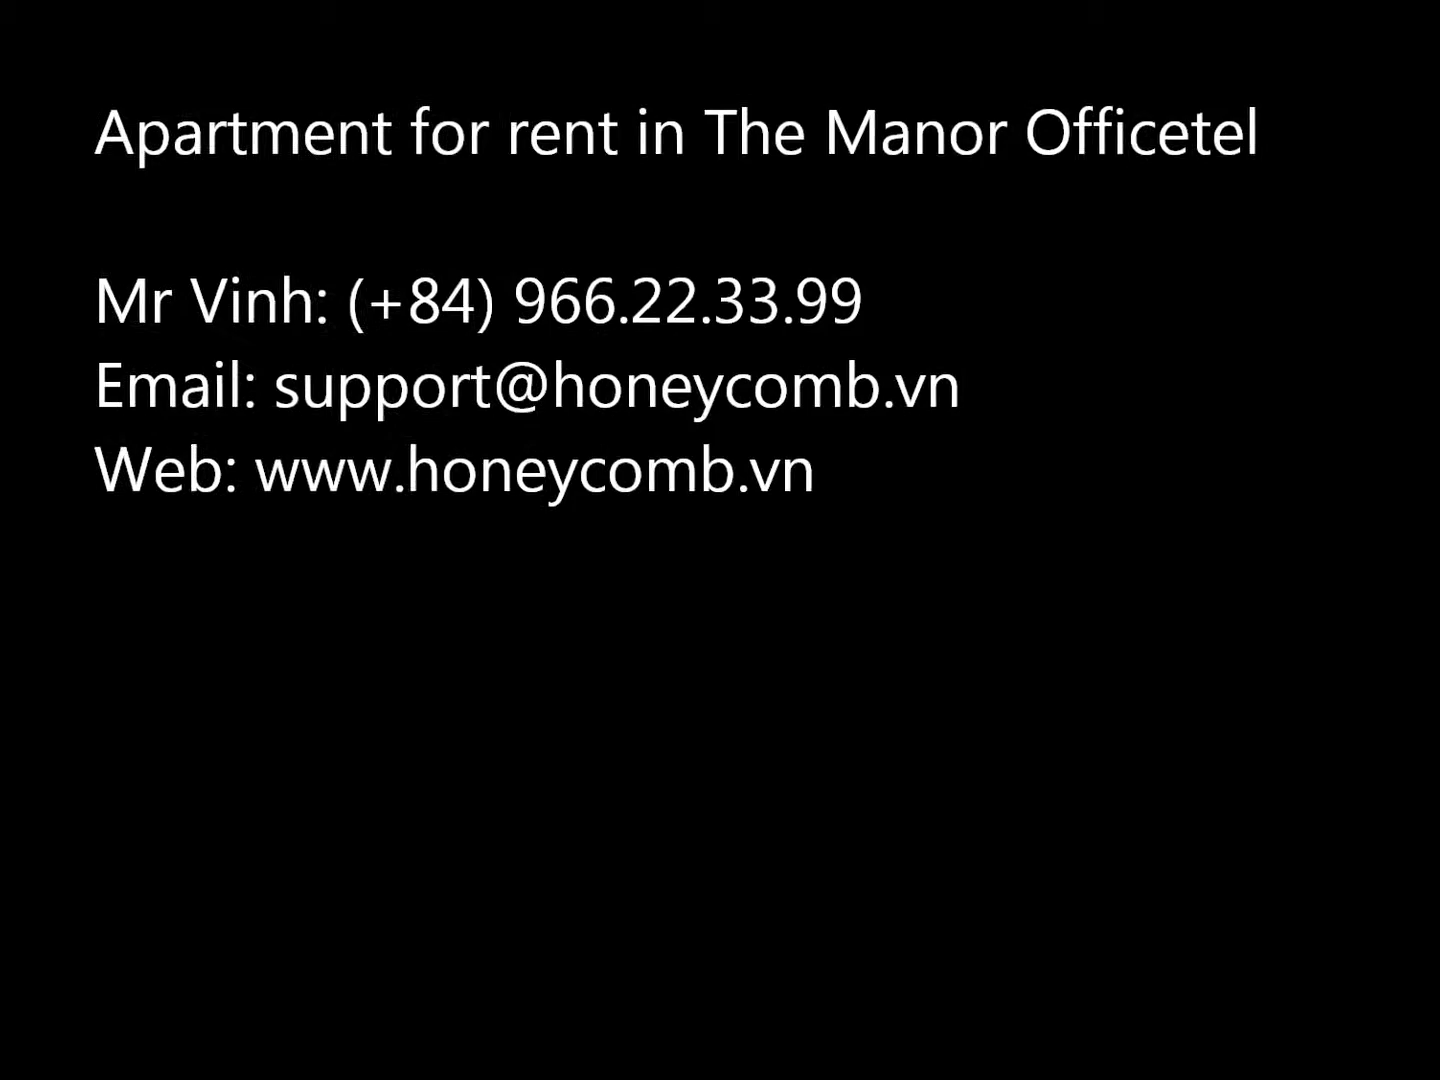 Apartment for rent in The Manor Officetel
Mr Vinh: (+84) 966.22.33.99
Email: support@honeycomb.vn
Web: www.honeycomb.vn